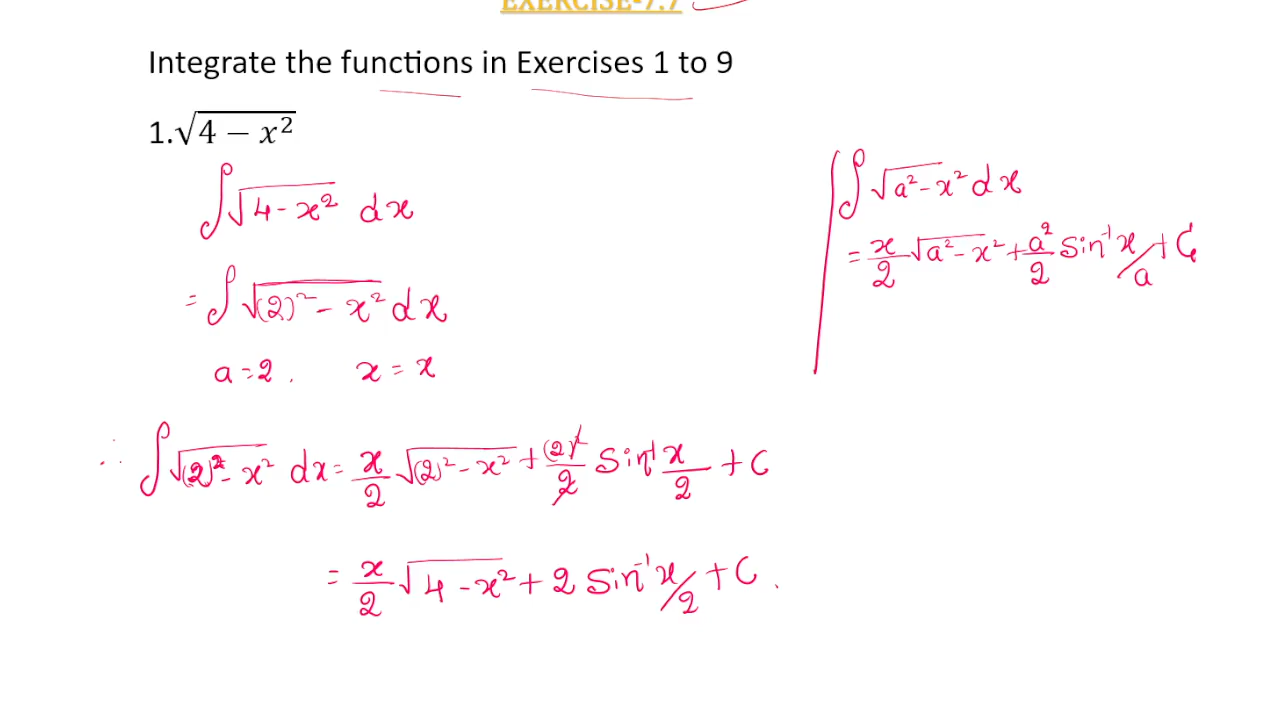 EXERCISE-7.7
Integrate the functions in Exercises 1 to 9
1.√(4 − x²)
∫√(4 - x²) dx
= ∫√((2)² - x²) dx
a = 2 . x = x
∴ ∫√((2)² - x²) dx = x/2 √((2)² - x²) + (2)²/2 Sin⁻¹ x/2 + C
= x/2 √(4 - x²) + 2 Sin⁻¹ x/2 + C .
∫√(a² - x²) dx
= x/2 √(a² - x²) + a²/2 Sin⁻¹ x/a + C